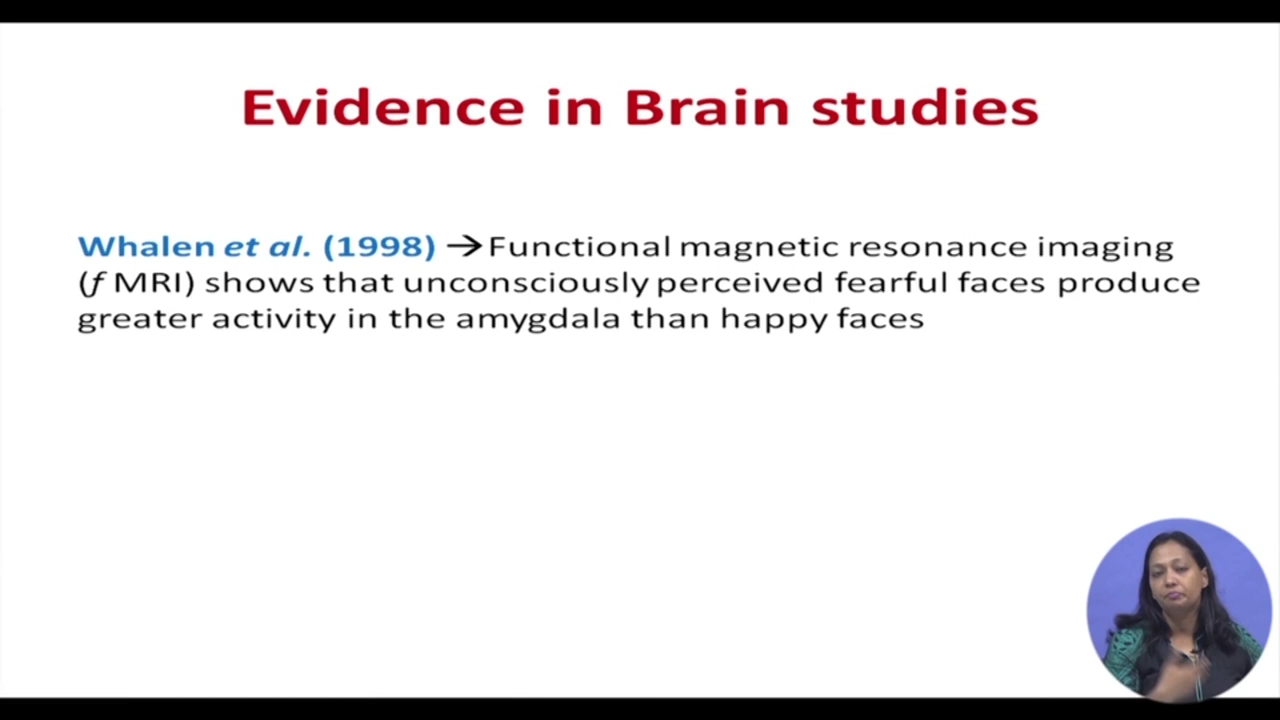 Evidence in Brain studies
Whalen et al. (1998) → Functional magnetic resonance imaging
(f MRI) shows that unconsciously perceived fearful faces produce
greater activity in the amygdala than happy faces